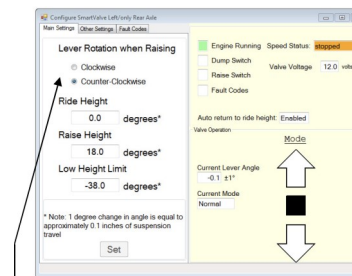 Configure SmartValve Left/only Rear Axle
Main Settings Other Settings Fault Codes
Lever Rotation when Raising
Clockwise
Counter-Clockwise
Ride Height
0.0 degrees*
Raise Height
18.0 degrees*
Low Height Limit
-38.0 degrees*
* Note: 1 degree change in angle is equal to
approximately 0.1 inches of suspension
travel
Set
Engine Running Speed Status: stopped
Dump Switch
Valve Voltage 12.0 volts
Raise Switch
Fault Codes
Auto return to ride height: Enabled
Valve Operation
Mode
Current Lever Angle
-0.1 ±1°
Current Mode
Normal